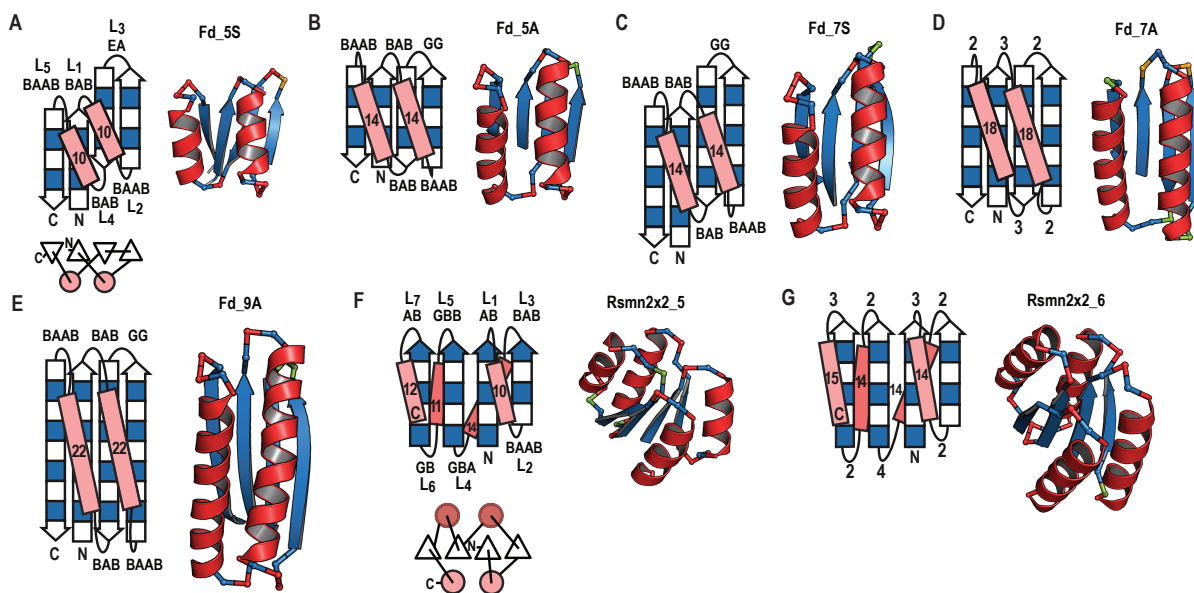 A
L3
EA
Fd_5S
L5
L1
BAAB
BAB
10
10
C
N
BAB
L4
BAAB
L2
N
C
B
Fd_5A
BAAB
BAB
GG
14
14
C
N
BAB
BAAB
C
Fd_7S
GG
BAAB
BAB
14
14
BAB
BAAB
C
N
D
Fd_7A
2
3
2
18
18
C
N
3
2
E
Fd_9A
BAAB
BAB
GG
22
22
C
N
BAB
BAAB
F
L7
L5
L1
L3
AB
GBB
AB
BAB
Rsmn2x2_5
12
11
10
C
14
N
GB
L6
GBA
L4
BAAB
L2
N
C
G
3
2
3
2
Rsmn2x2_6
15
14
14
14
C
N
2
4
2